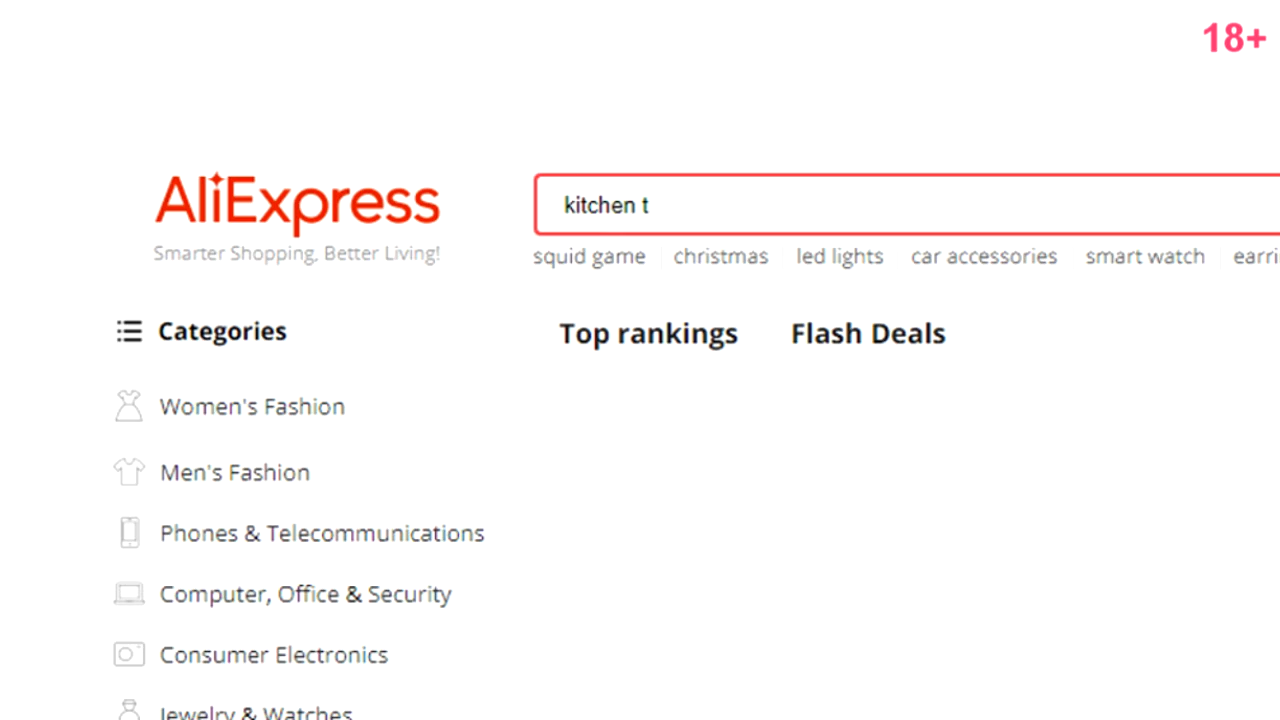 18+
AliExpress
Smarter Shopping, Better Living!
kitchen t
squid game christmas led lights car accessories smart watch
Categories
Top rankings Flash Deals
Women's Fashion
Men's Fashion
Phones & Telecommunications
Computer, Office & Security
Consumer Electronics
Jewelry & Watches